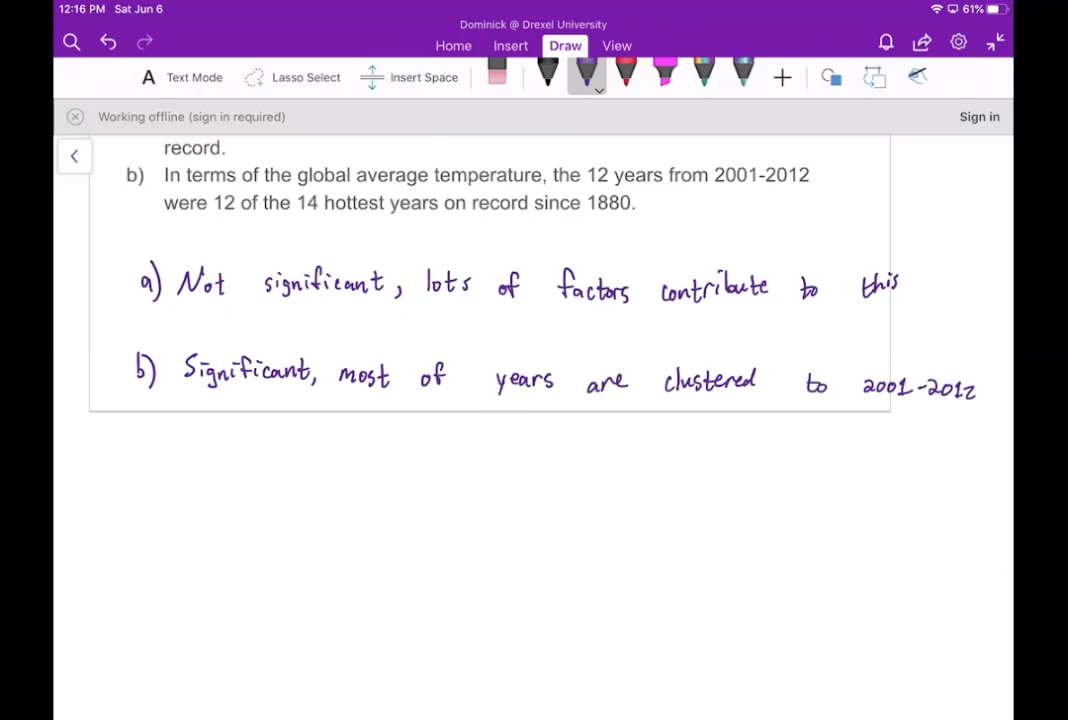 12:16 PM Sat Jun 6
61%
Dominick @ Drexel University
Home Insert Draw View
A Text Mode Lasso Select Insert Space
Working offline (sign in required) Sign in
record.
b) In terms of the global average temperature, the 12 years from 2001-2012
were 12 of the 14 hottest years on record since 1880.
a) Not significant, lots of factors contribute to this
b) Significant, most of years are clustered to 2001-2012